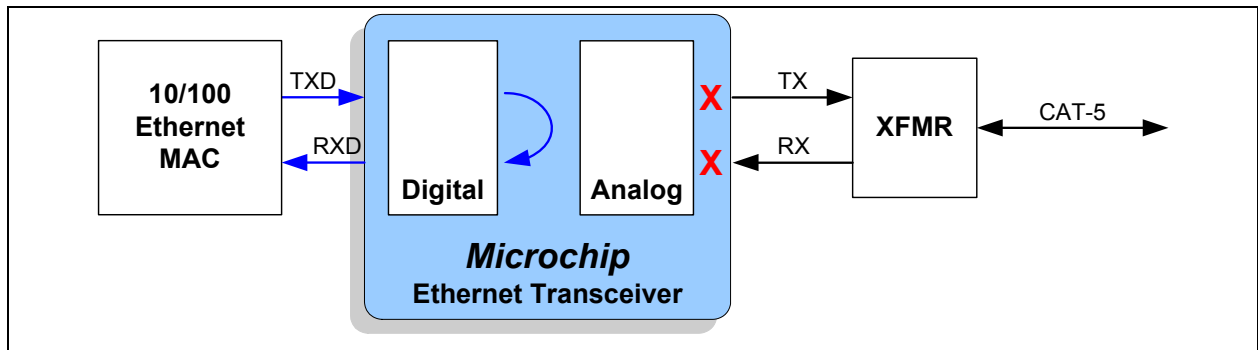 10/100
Ethernet
MAC
TXD
RXD
Digital
Analog
X
X
TX
RX
XFMR
CAT-5
Microchip
Ethernet Transceiver